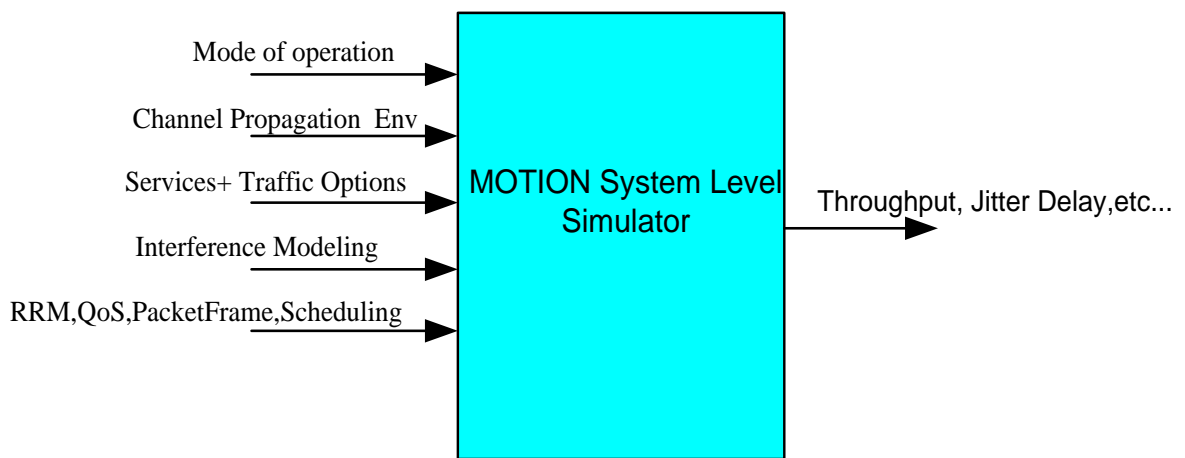 Mode of operation
Channel Propagation Env
Services+ Traffic Options
Interference Modeling
RRM,QoS,PacketFrame,Scheduling
MOTION System Level
Simulator
Throughput, Jitter Delay,etc...